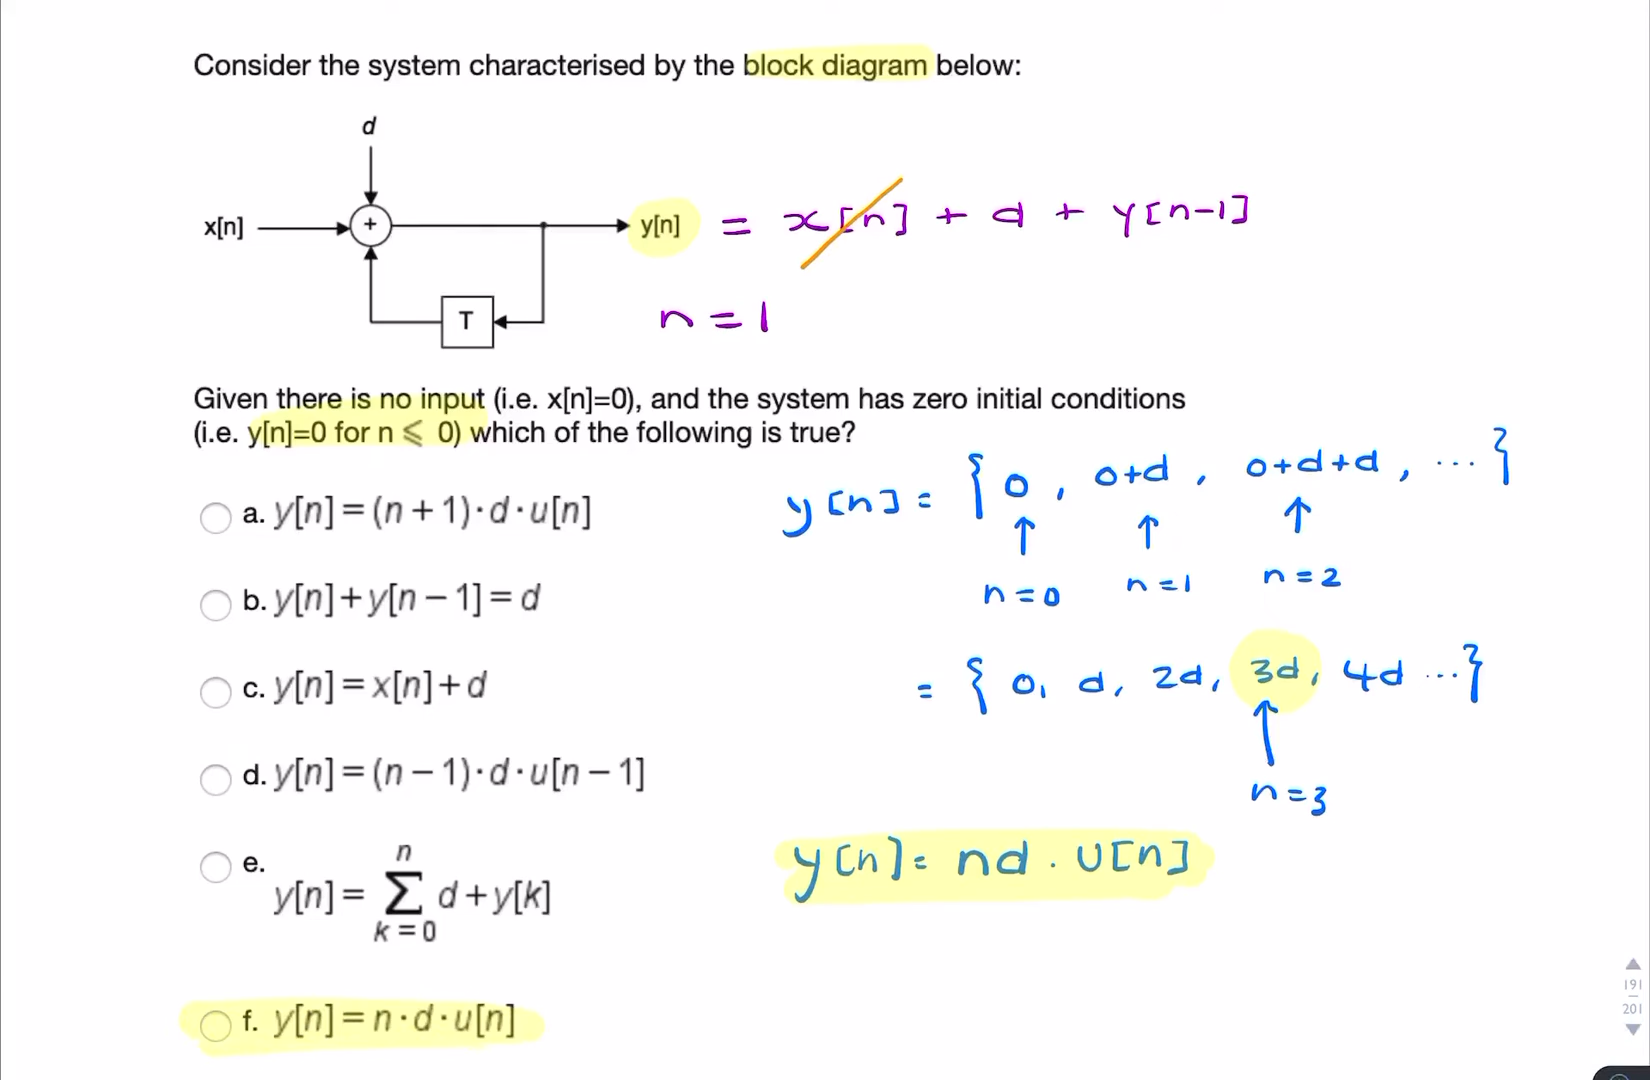 Consider the system characterised by the block diagram below:
d
x[n]
+
y[n]
= x[n] + d + y[n-1]
T
n = 1
Given there is no input (i.e. x[n]=0), and the system has zero initial conditions
(i.e. y[n]=0 for n ⩽ 0) which of the following is true?
y[n] = { 0, 0+d, 0+d+d, ... }
↑ ↑ ↑
n=0 n=1 n=2
a. y[n] = (n + 1)·d·u[n]
b. y[n]+y[n − 1] = d
c. y[n] = x[n]+d
= { 0, d, 2d, 3d, 4d ... }
↑
n=3
d. y[n] = (n − 1)·d·u[n − 1]
e. y[n] = n∑k = 0 d+y[k]
y[n] = nd . u[n]
f. y[n] = n·d·u[n]
191
201